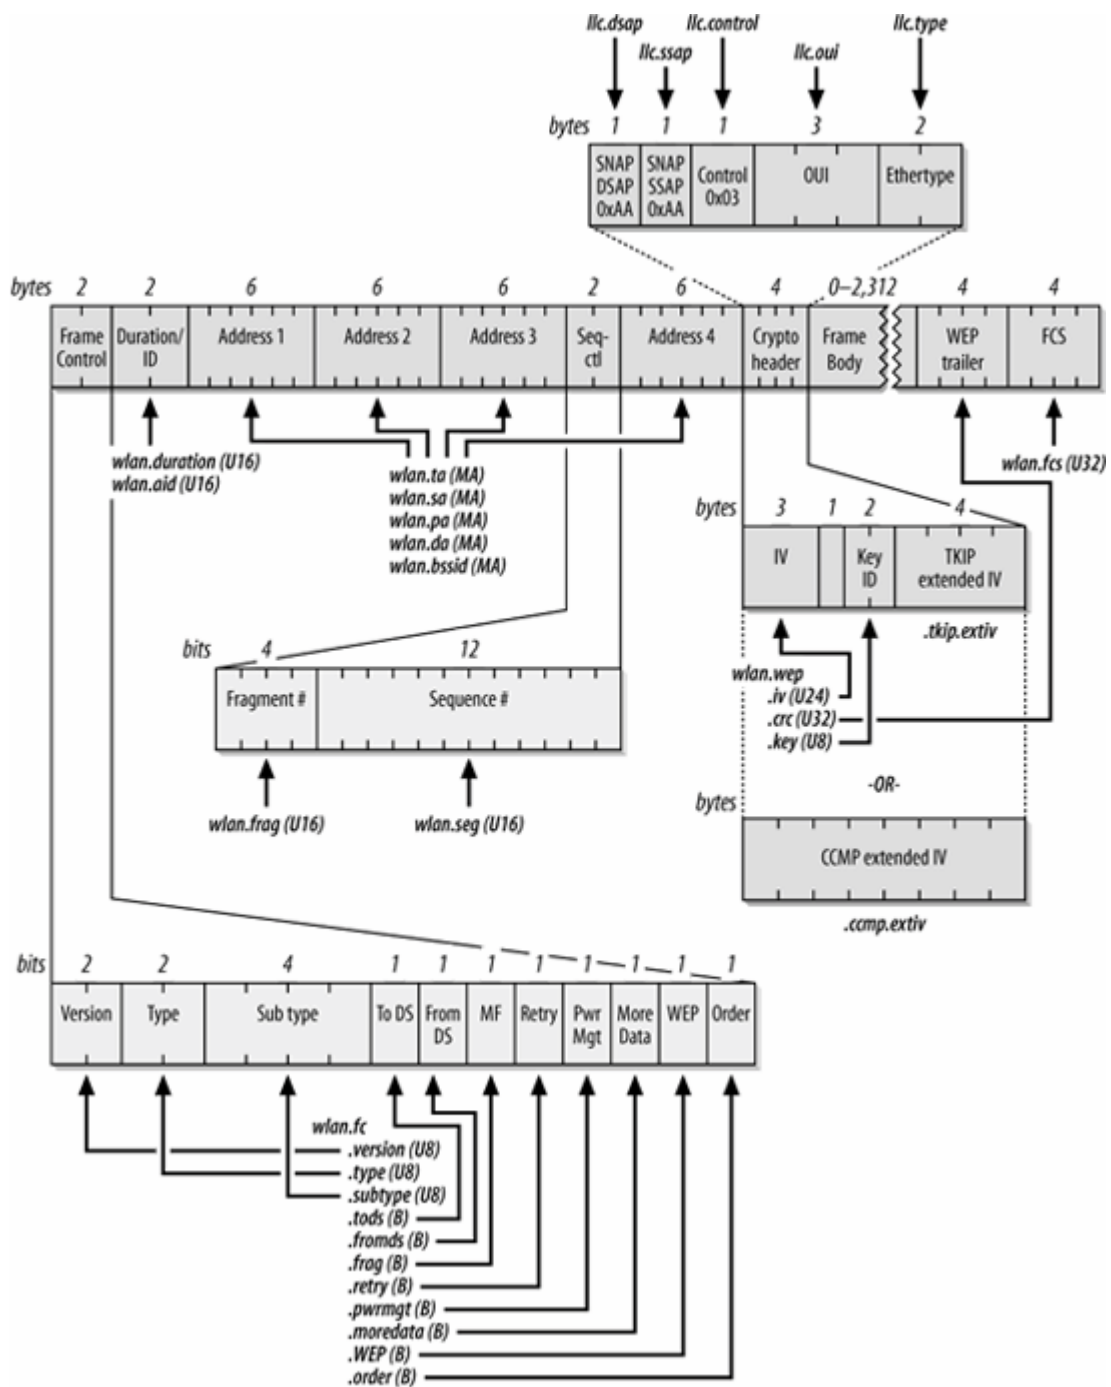 llc.dsap llc.control llc.type
llc.ssap llc.oui
bytes 1 1 1 3 2
SNAP DSAP 0xAA
SNAP SSAP 0xAA
Control 0x03
OUI
Ethertype
bytes 2 2 6 6 6 2 6 4 0–2,312 4 4
Frame Control
Duration/ ID
Address 1
Address 2
Address 3
Seq- ctl
Address 4
Crypto header
Frame Body
WEP trailer
FCS
wlan.duration (U16)
wlan.aid (U16)
wlan.ta (MA)
wlan.sa (MA)
wlan.pa (MA)
wlan.da (MA)
wlan.bssid (MA)
wlan.fcs (U32)
bytes 3 1 2 4
IV
Key ID
TKIP extended IV
.tkip.extiv
wlan.wep
.iv (U24)
.crc (U32)
.key (U8)
-OR-
bytes
CCMP extended IV
.ccmp.extiv
bits 4 12
Fragment #
Sequence #
wlan.frag (U16)
wlan.seg (U16)
bits 2 2 4 1 1 1 1 1 1 1 1
Version
Type
Sub type
To DS
From DS
MF
Retry
Pwr Mgt
More Data
WEP
Order
wlan.fc
.version (U8)
.type (U8)
.subtype (U8)
.tods (B)
.fromds (B)
.frag (B)
.retry (B)
.pwrmgt (B)
.moredata (B)
.WEP (B)
.order (B)